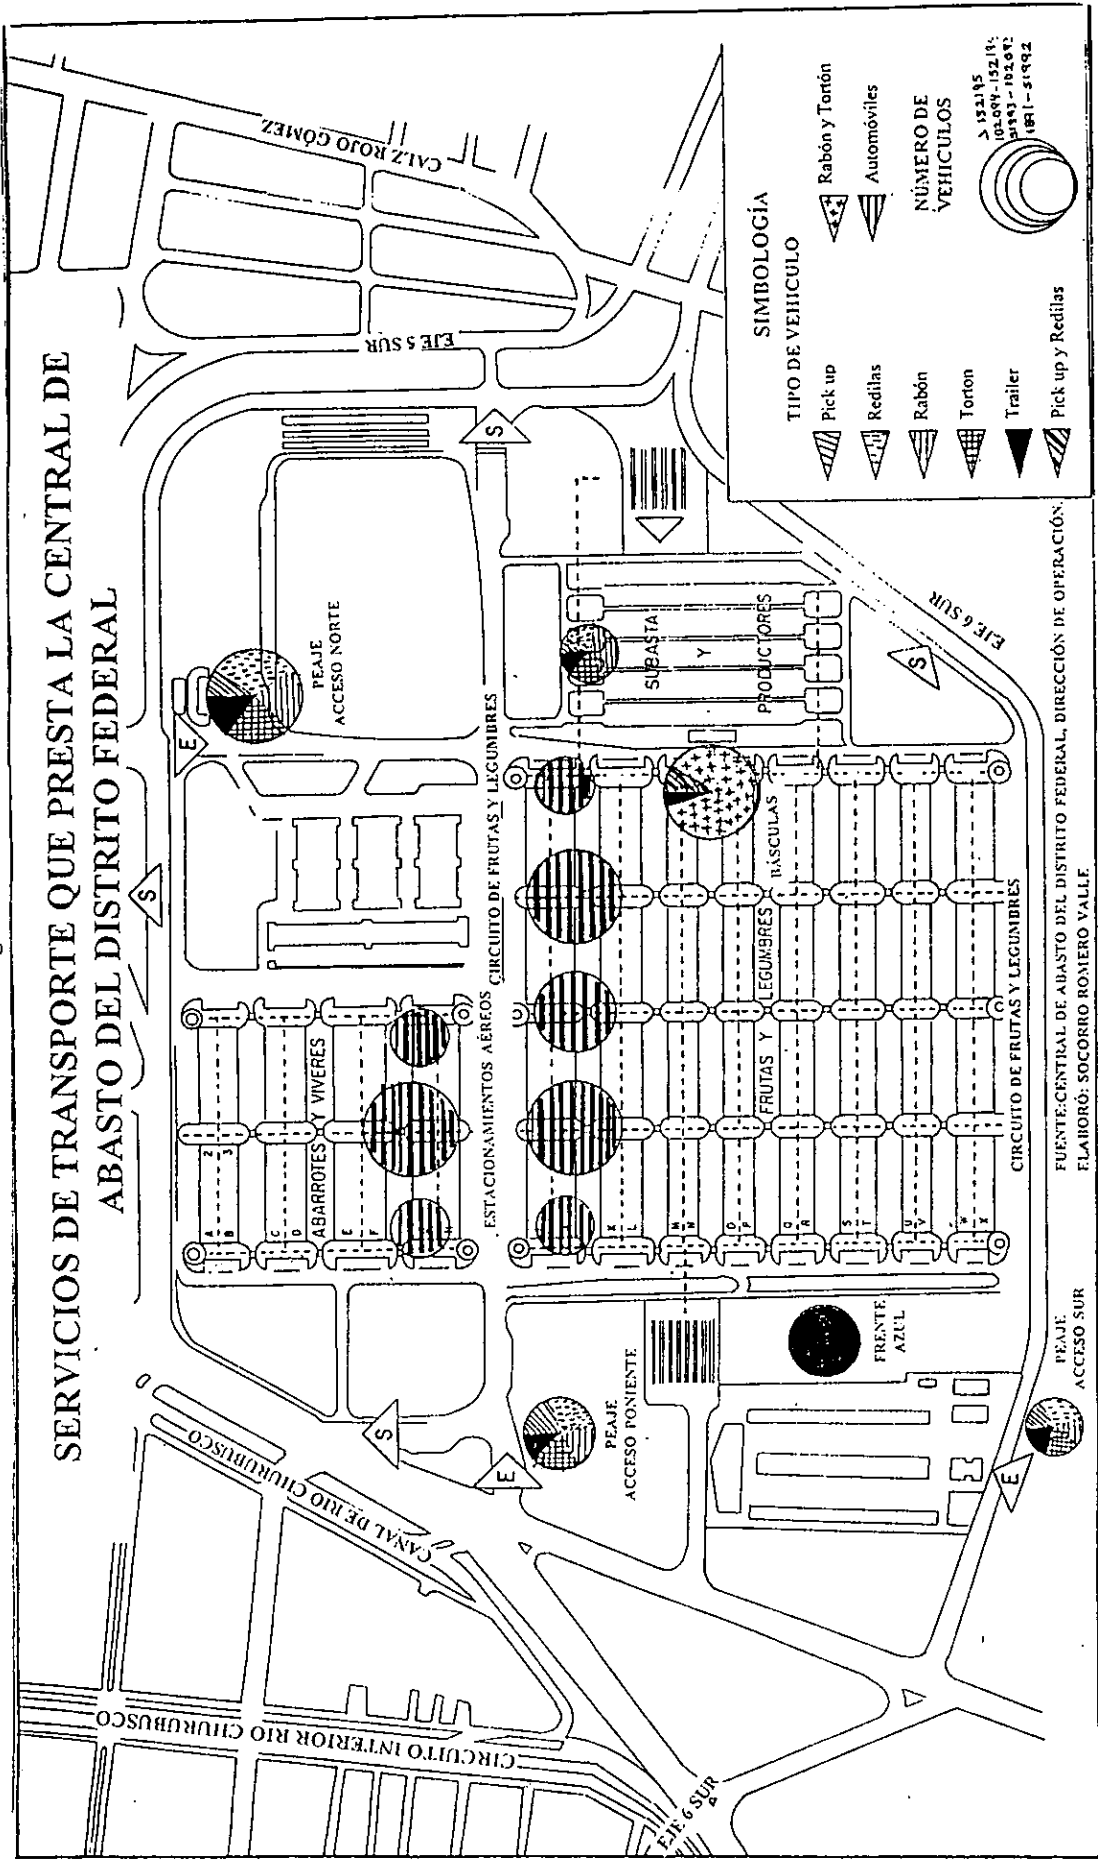 SERVICIOS DE TRANSPORTE QUE PRESTA LA CENTRAL DE
ABASTO DEL DISTRITO FEDERAL
CALZ ROJO GÓMEZ
EJE 5 SUR
S
S
E
PEAJE
ACCESO NORTE
CANAL DE RIO CHURUBUSCO
CIRCUITO INTERIOR RIO CHURUBUSCO
S
E
PEAJE
ACCESO PONIENTE
A
B
2
3
C
D
E
F
H
ABARROTES Y VIVERES
ESTACIONAMIENTOS AÉREOS
CIRCUITO DE FRUTAS Y LEGUMBRES
SUBASTA
Y
PRODUCTORES
K
L
M
N
O
P
Q
R
S
T
U
V
X
FRUTAS Y LEGUMBRES
BÁSCULAS
FRENTE
AZUL
CIRCUITO DE FRUTAS Y LEGUMBRES
S
EJE 6 SUR
EJE 6 SUR
E
PEAJE
ACCESO SUR
SIMBOLOGÍA
TIPO DE VEHICULO
Pick up
Redilas
Rabón
Torton
Trailer
Pick up y Redilas
Rabón y Tortón
Automóviles
NÚMERO DE
VEHICULOS
> 152195
FUENTE:CENTRAL DE ABASTO DEL DISTRITO FEDERAL, DIRECCIÓN DE OPERACIÓN.
ELABORÓ: SOCORRO ROMERO VALLE